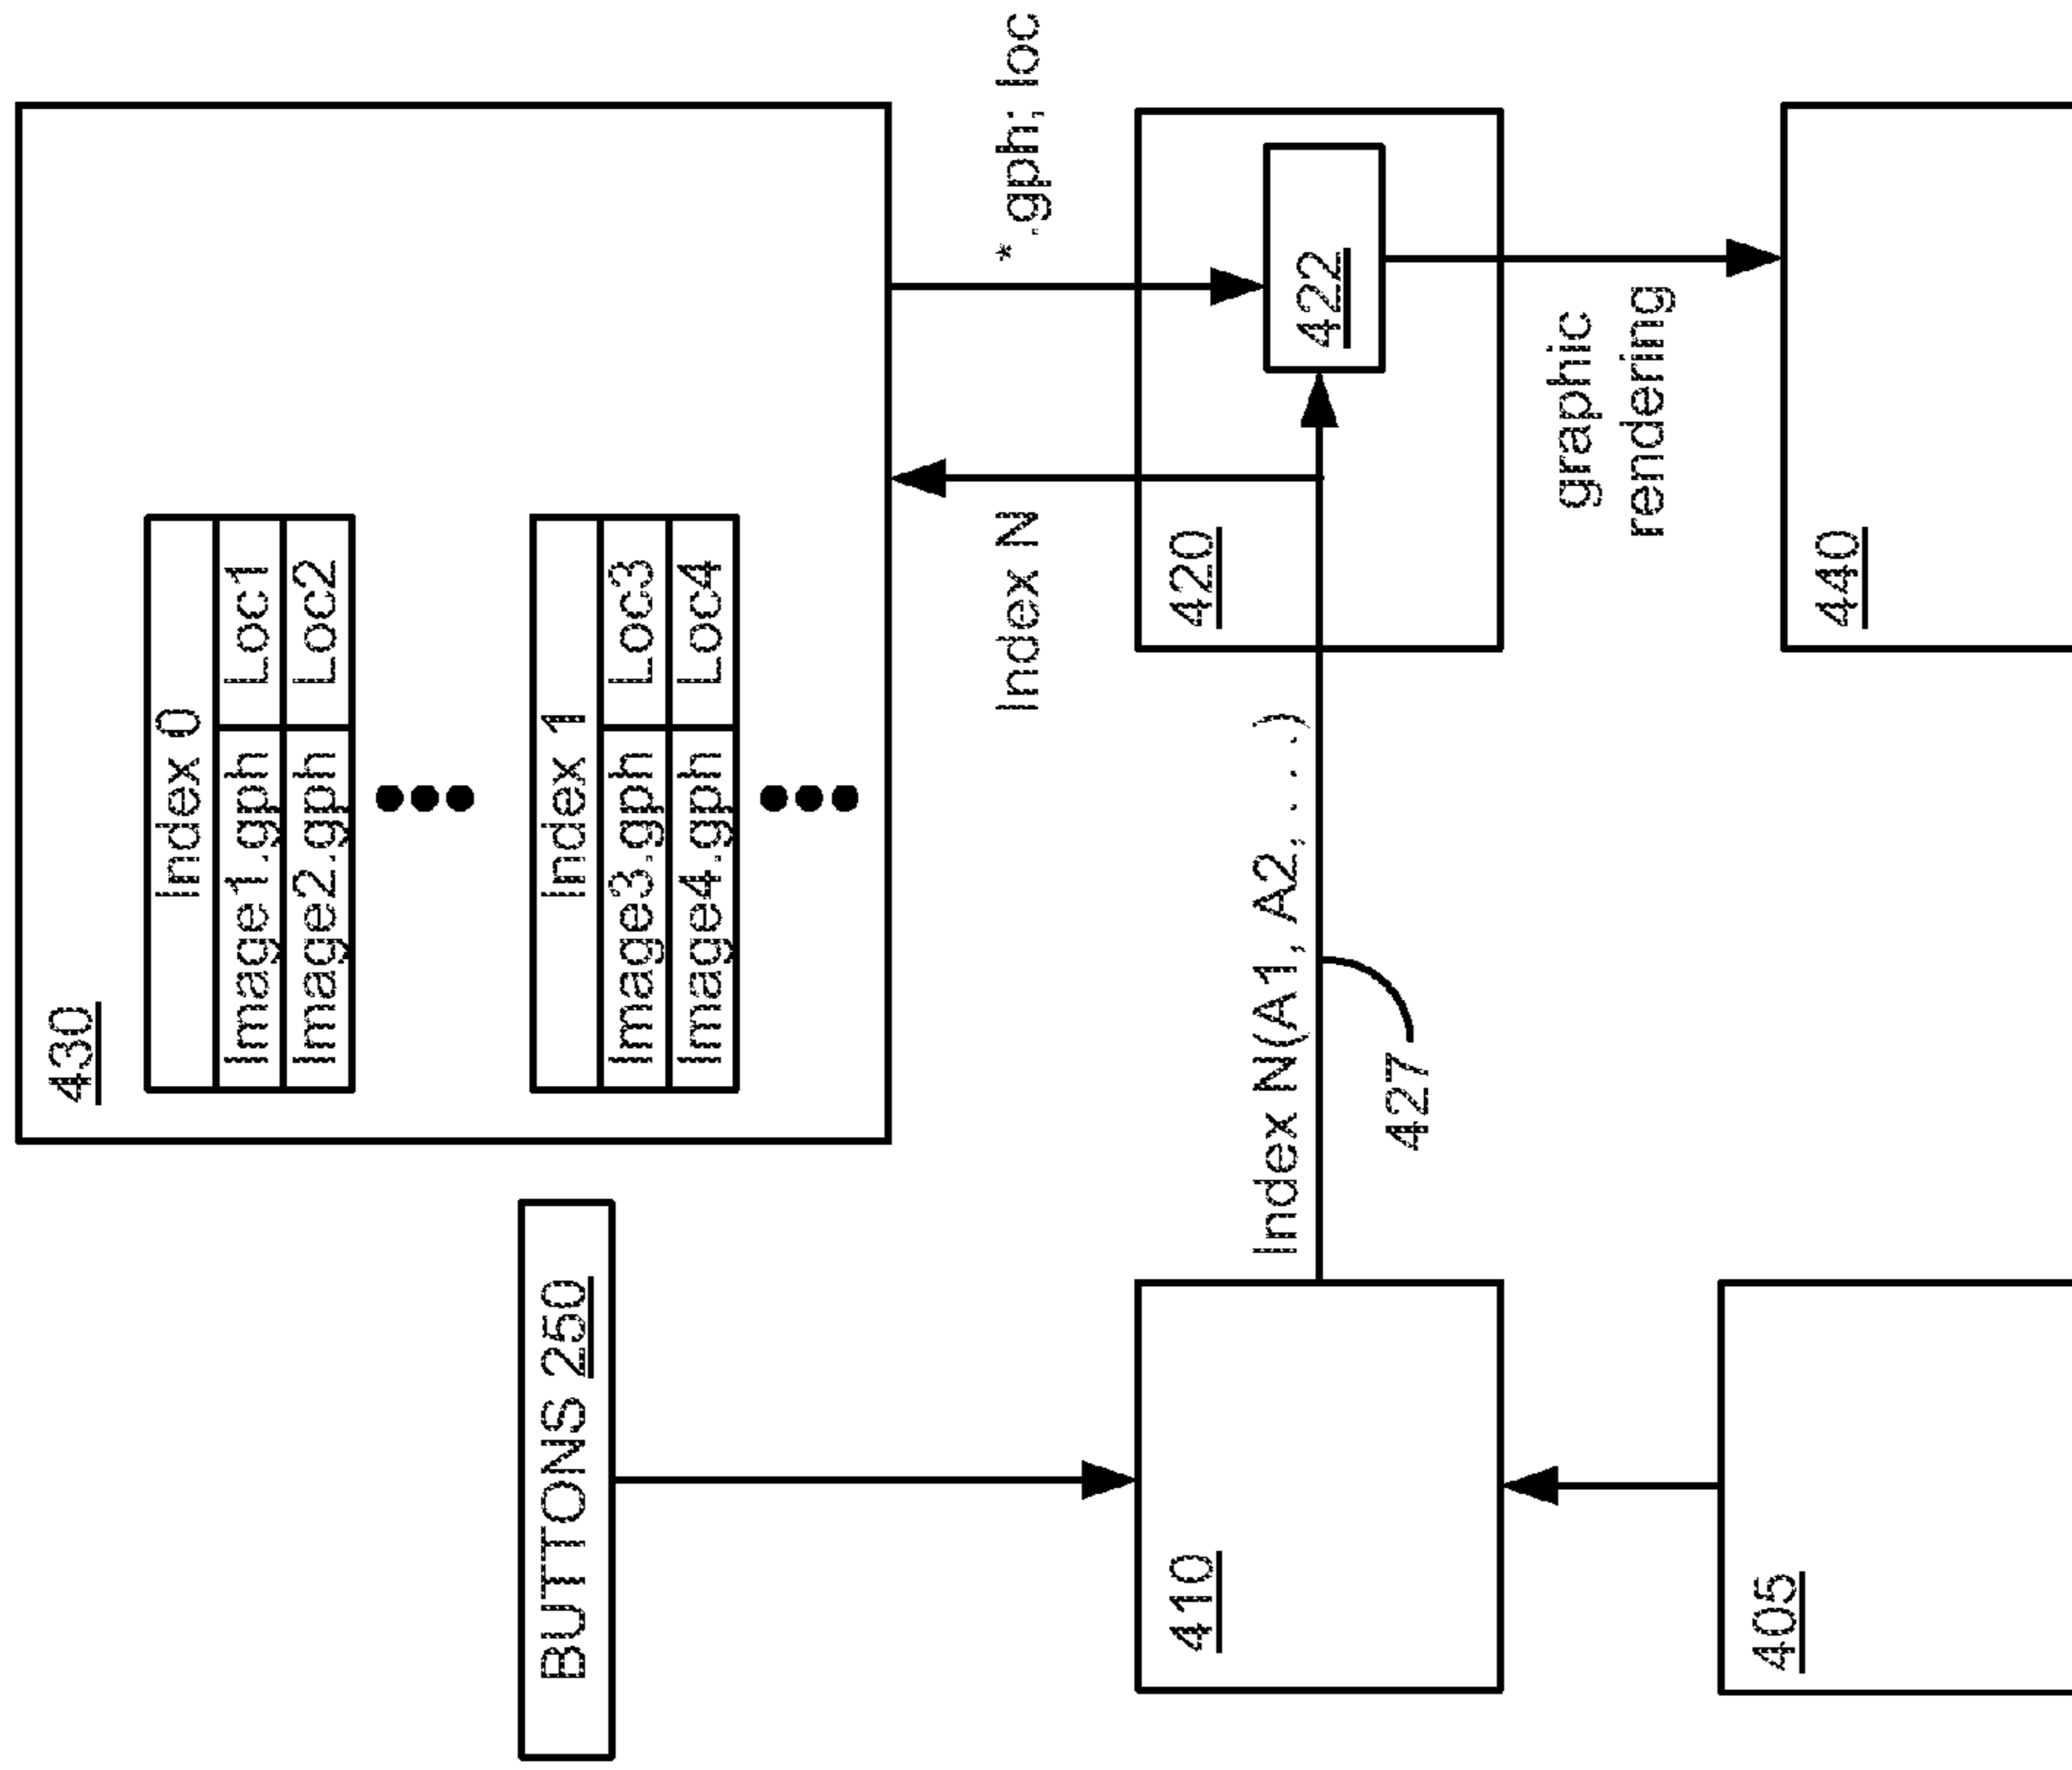 430
Index 0
Image1.gph Loc1
Image2.gph Loc2
Index 1
Image3.gph Loc3
Image4.gph Loc4
BUTTONS 250
Index N
*.gph; loc
410
Index N(A1, A2, . . .)
427
420
422
graphic
rendering
405
440